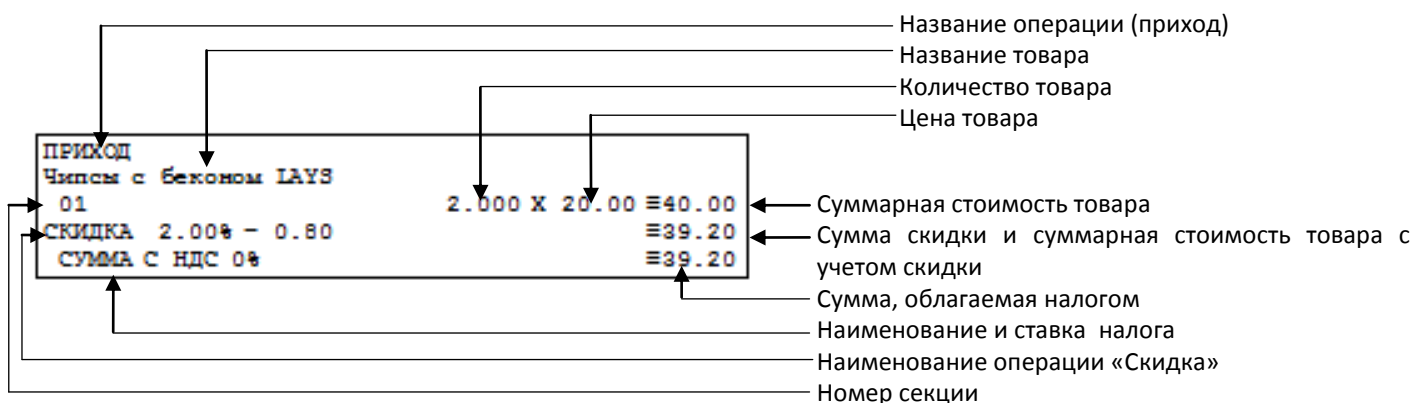 Название операции (приход)
Название товара
Количество товара
Цена товара
ПРИХОД
Чипсы с беконом LAYS
01 2.000 X 20.00 ≡40.00
СКИДКА 2.00% - 0.80 ≡39.20
СУММА С НДС 0% ≡39.20
Суммарная стоимость товара
Сумма скидки и суммарная стоимость товара с
учетом скидки
Сумма, облагаемая налогом
Наименование и ставка налога
Наименование операции «Скидка»
Номер секции